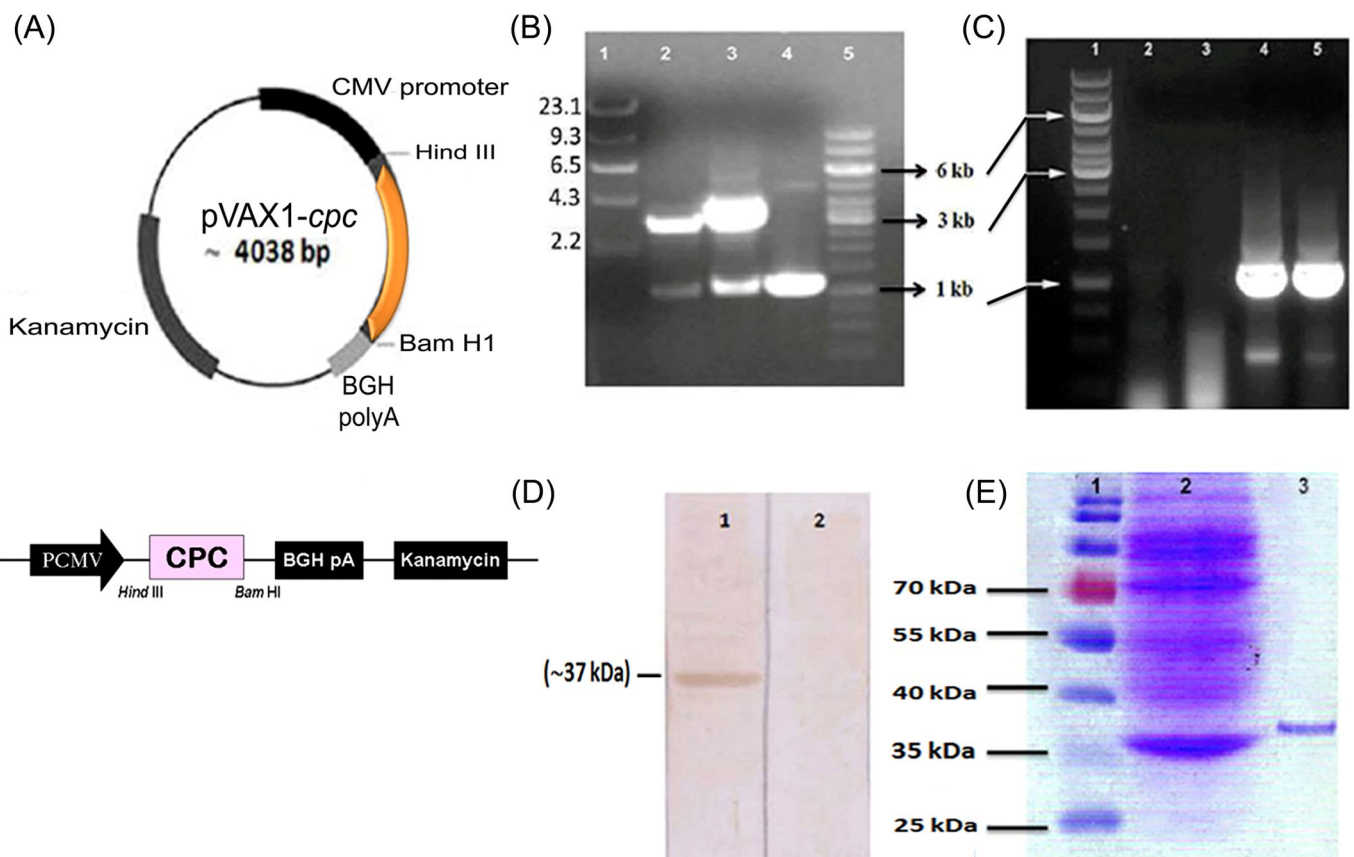 (A)
CMV promoter
Hind III
pVAX1-cpc
~ 4038 bp
Kanamycin
Bam H1
BGH
polyA
PCMV
CPC
BGH pA
Kanamycin
Hind III
Bam HI
(B)
1 2 3 4 5
23.1
9.3
6.5
4.3
2.2
6 kb
3 kb
1 kb
(C)
1 2 3 4 5
(D)
1 2
(~37 kDa)
(E)
1 2 3
70 kDa
55 kDa
40 kDa
35 kDa
25 kDa